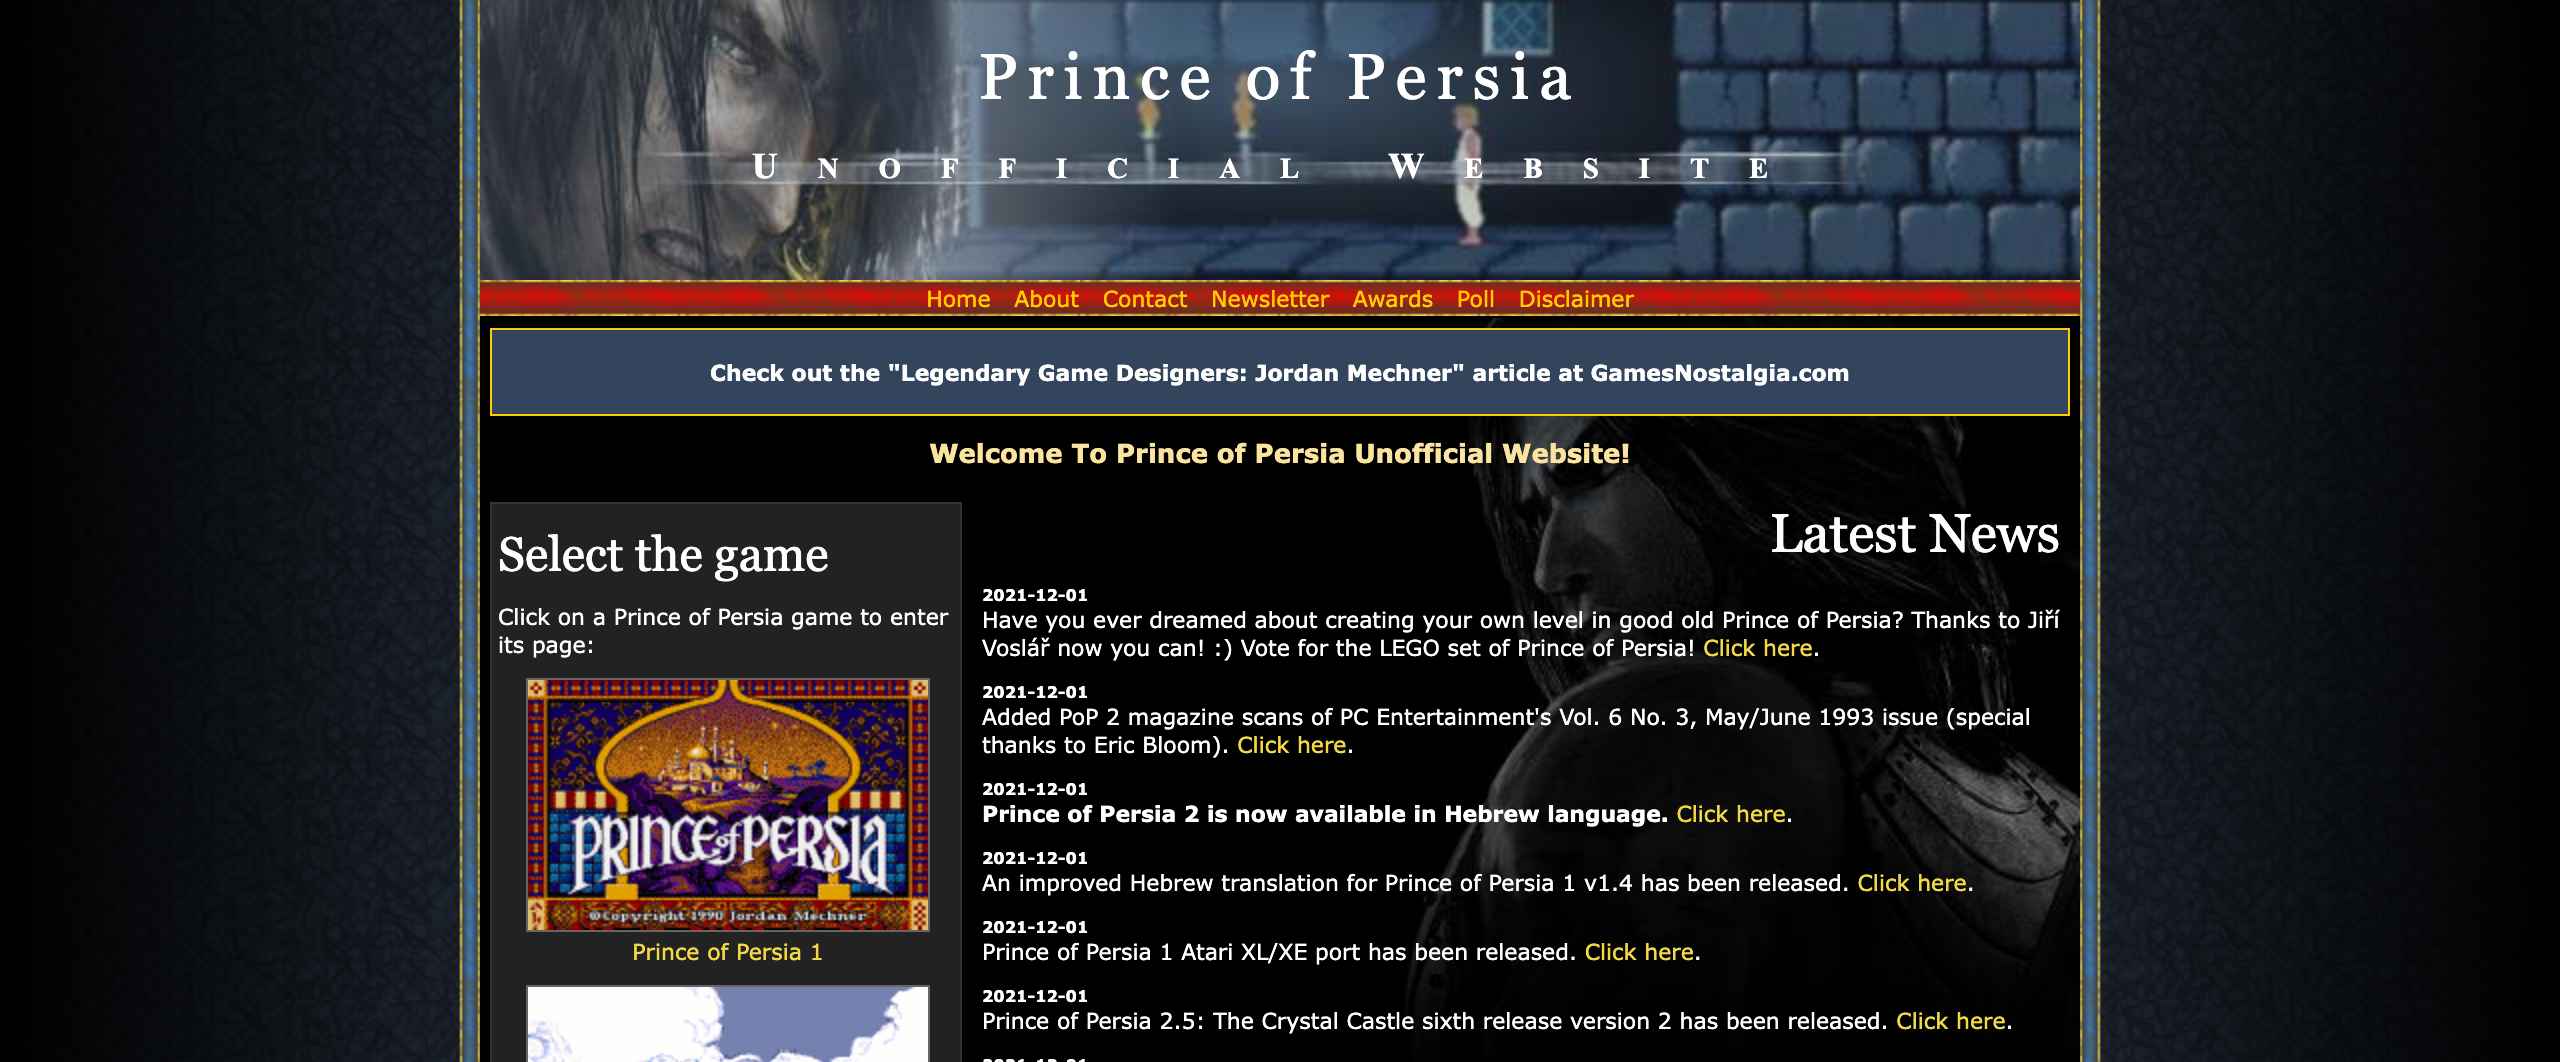 Prince of Persia
UNOFFICIAL WEBSITE
Home About Contact Newsletter Awards Poll Disclaimer
Check out the "Legendary Game Designers: Jordan Mechner" article at GamesNostalgia.com
Welcome To Prince of Persia Unofficial Website!
Select the game
Click on a Prince of Persia game to enter
its page:
PRINCE of PERSIA
©Copyright 1990 Jordan Mechner
Prince of Persia 1
Latest News
2021-12-01
Have you ever dreamed about creating your own level in good old Prince of Persia? Thanks to Jiří
Voslář now you can! :) Vote for the LEGO set of Prince of Persia! Click here.
2021-12-01
Added PoP 2 magazine scans of PC Entertainment's Vol. 6 No. 3, May/June 1993 issue (special
thanks to Eric Bloom). Click here.
2021-12-01
Prince of Persia 2 is now available in Hebrew language. Click here.
2021-12-01
An improved Hebrew translation for Prince of Persia 1 v1.4 has been released. Click here.
2021-12-01
Prince of Persia 1 Atari XL/XE port has been released. Click here.
2021-12-01
Prince of Persia 2.5: The Crystal Castle sixth release version 2 has been released. Click here.